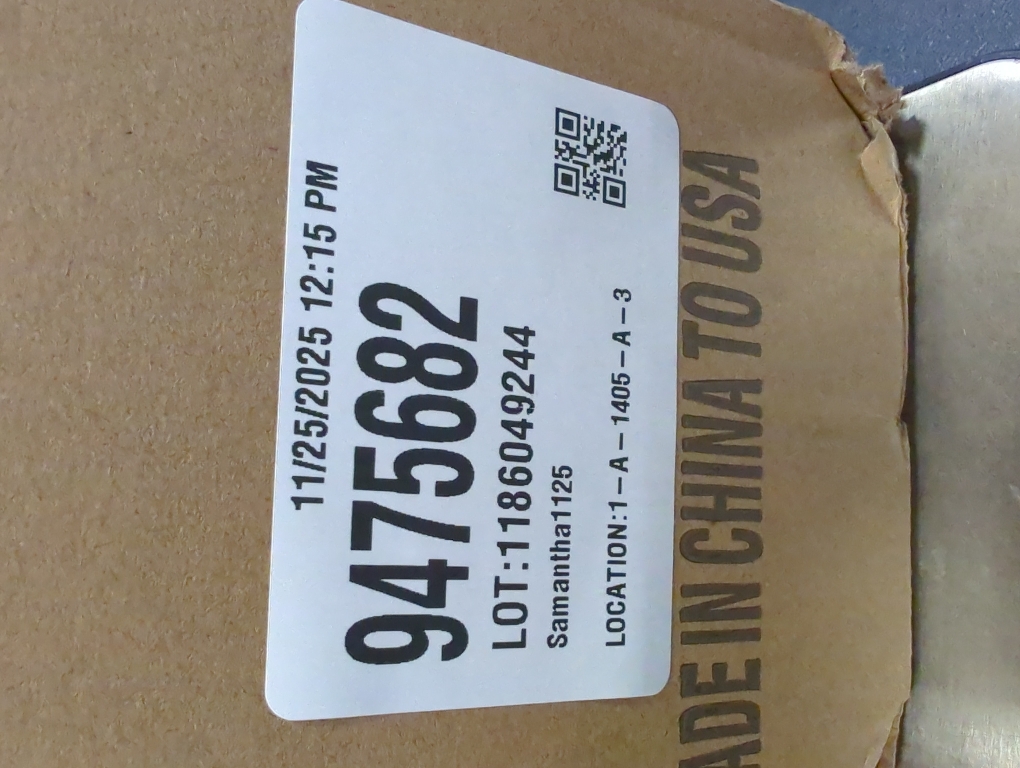 11/25/2025 12:15 PM
9475682
LOT:1186049244
Samantha1125
LOCATION:1-A-1405-A-3
ADE IN CHINA TO USA